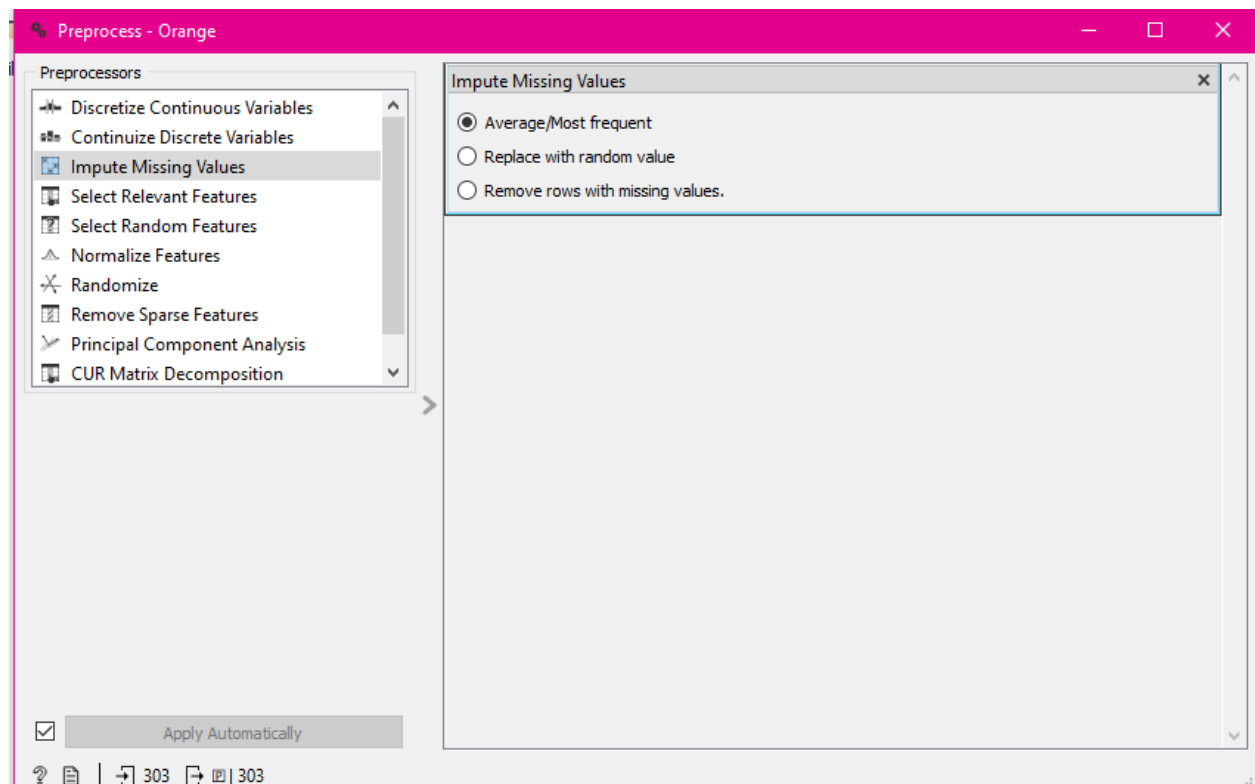 Preprocess - Orange
Preprocessors
Discretize Continuous Variables
Continuize Discrete Variables
Impute Missing Values
Select Relevant Features
Select Random Features
Normalize Features
Randomize
Remove Sparse Features
Principal Component Analysis
CUR Matrix Decomposition
Apply Automatically
303
303
Impute Missing Values
Average/Most frequent
Replace with random value
Remove rows with missing values.